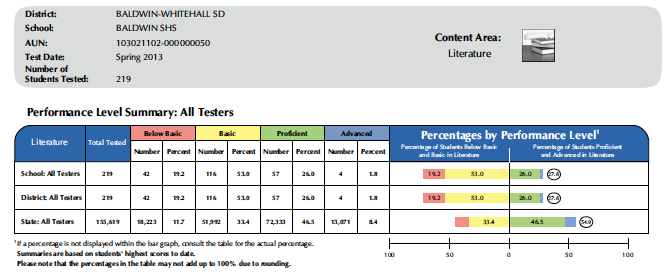 District: BALDWIN-WHITEHALL SD
School: BALDWIN SHS
AUN: 103021102-000000050
Test Date: Spring 2013
Number of
Students Tested: 219
Content Area:
Literature
Performance Level Summary: All Testers
Literature Total Tested Below Basic Basic Proficient Advanced Percentages by Performance Level¹
Number Percent Number Percent Number Percent Number Percent
Percentage of Students Below Basic
and Basic in Literature
Percentage of Students Proficient
and Advanced in Literature
School: All Testers 219 42 19.2 116 53.0 57 26.0 4 1.8 19.2 53.0 26.0 27.8
District: All Testers 219 42 19.2 116 53.0 57 26.0 4 1.8 19.2 53.0 26.0 27.8
State: All Testers 155,619 18,223 11.7 51,992 33.4 72,333 46.5 13,071 8.4 33.4 46.5 54.9
¹If a percentage is not displayed within the bar graph, consult the table for the actual percentage.
Summaries are based on students' highest scores to date.
Please note that the percentages in the table may not add up to 100% due to rounding.
100 50 0 50 100